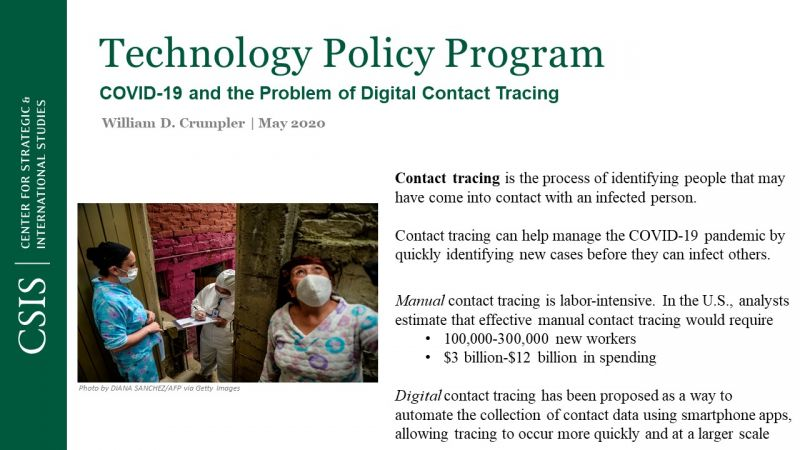 CENTER FOR STRATEGIC &
INTERNATIONAL STUDIES
CSIS
Technology Policy Program
COVID-19 and the Problem of Digital Contact Tracing
William D. Crumpler | May 2020
Photo by DIANA SANCHEZ/AFP via Getty Images
Contact tracing is the process of identifying people that may
have come into contact with an infected person.
Contact tracing can help manage the COVID-19 pandemic by
quickly identifying new cases before they can infect others.
Manual contact tracing is labor-intensive. In the U.S., analysts
estimate that effective manual contact tracing would require
• 100,000-300,000 new workers
• $3 billion-$12 billion in spending
Digital contact tracing has been proposed as a way to
automate the collection of contact data using smartphone apps,
allowing tracing to occur more quickly and at a larger scale